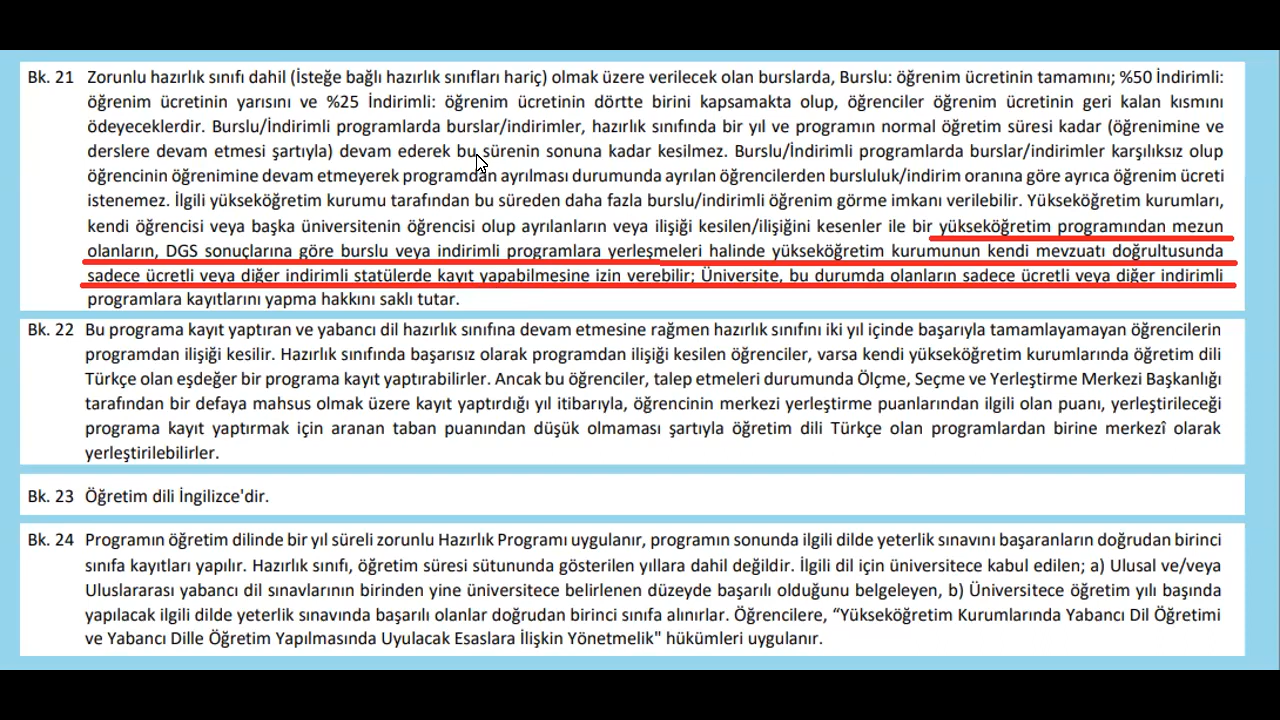 Bk. 21 Zorunlu hazırlık sınıfı dahil (İsteğe bağlı hazırlık sınıfları hariç) olmak üzere verilecek olan burslarda, Burslu: öğrenim ücretinin tamamını; %50 İndirimli:
öğrenim ücretinin yarısını ve %25 İndirimli: öğrenim ücretinin dörtte birini kapsamakta olup, öğrenciler öğrenim ücretinin geri kalan kısmını
ödeyeceklerdir. Burslu/İndirimli programlarda burslar/indirimler, hazırlık sınıfında bir yıl ve programın normal öğretim süresi kadar (öğrenimine ve
derslere devam etmesi şartıyla) devam ederek bu sürenin sonuna kadar kesilmez. Burslu/İndirimli programlarda burslar/indirimler karşılıksız olup
öğrencinin öğrenimine devam etmeyerek programdan ayrılması durumunda ayrılan öğrencilerden bursluluk/indirim oranına göre ayrıca öğrenim ücreti
istenemez. İlgili yükseköğretim kurumu tarafından bu süreden daha fazla burslu/indirimli öğrenim görme imkanı verilebilir. Yükseköğretim kurumları,
kendi öğrencisi veya başka üniversitenin öğrencisi olup ayrılanların veya ilişiği kesilen/ilişiğini kesenler ile bir yükseköğretim programından mezun
olanların, DGS sonuçlarına göre burslu veya indirimli programlara yerleşmeleri halinde yükseköğretim kurumunun kendi mevzuatı doğrultusunda
sadece ücretli veya diğer indirimli statülerde kayıt yapabilmesine izin verebilir; Üniversite, bu durumda olanların sadece ücretli veya diğer indirimli
programlara kayıtlarını yapma hakkını saklı tutar.
Bk. 22 Bu programa kayıt yaptıran ve yabancı dil hazırlık sınıfına devam etmesine rağmen hazırlık sınıfını iki yıl içinde başarıyla tamamlayamayan öğrencilerin
programdan ilişiği kesilir. Hazırlık sınıfında başarısız olarak programdan ilişiği kesilen öğrenciler, varsa kendi yükseköğretim kurumlarında öğretim dili
Türkçe olan eşdeğer bir programa kayıt yaptırabilirler. Ancak bu öğrenciler, talep etmeleri durumunda Ölçme, Seçme ve Yerleştirme Merkezi Başkanlığı
tarafından bir defaya mahsus olmak üzere kayıt yaptırdığı yıl itibarıyla, öğrencinin merkezi yerleştirme puanlarından ilgili olan puanı, yerleştirileceği
programa kayıt yaptırmak için aranan taban puanından düşük olmaması şartıyla öğretim dili Türkçe olan programlardan birine merkezî olarak
yerleştirilebilirler.
Bk. 23 Öğretim dili İngilizce'dir.
Bk. 24 Programın öğretim dilinde bir yıl süreli zorunlu Hazırlık Programı uygulanır, programın sonunda ilgili dilde yeterlik sınavını başaranların doğrudan birinci
sınıfa kayıtları yapılır. Hazırlık sınıfı, öğretim süresi sütununda gösterilen yıllara dahil değildir. İlgili dil için üniversitece kabul edilen; a) Ulusal ve/veya
Uluslararası yabancı dil sınavlarının birinden yine üniversitece belirlenen düzeyde başarılı olduğunu belgeleyen, b) Üniversitece öğretim yılı başında
yapılacak ilgili dilde yeterlik sınavında başarılı olanlar doğrudan birinci sınıfa alınırlar. Öğrencilere, “Yükseköğretim Kurumlarında Yabancı Dil Öğretimi
ve Yabancı Dille Öğretim Yapılmasında Uyulacak Esaslara İlişkin Yönetmelik" hükümleri uygulanır.